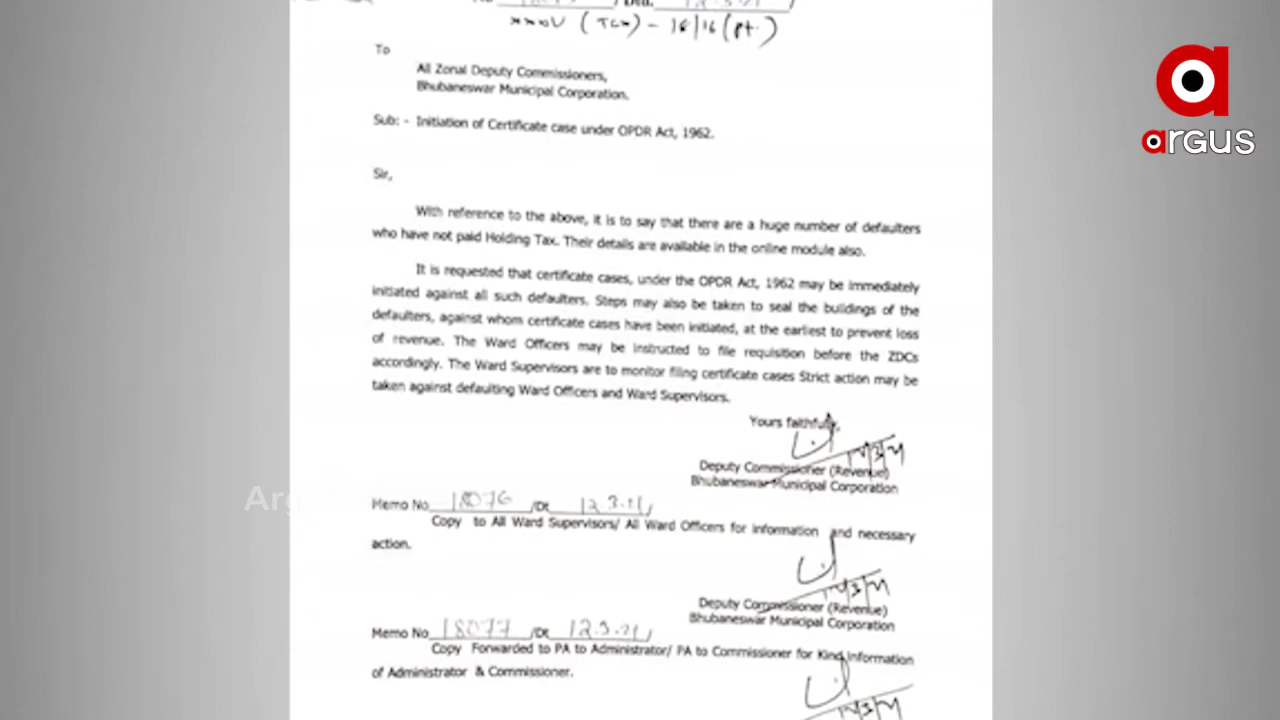 (Tax) - 16/16 (pt.)
argus
To
All Zonal Deputy Commissioners,
Bhubaneswar Municipal Corporation.
Sub: - Initiation of Certificate case under OPDR Act, 1962.
Sir,
With reference to the above, it is to say that there are a huge number of defaulters
who have not paid Holding Tax. Their details are available in the online module also.
It is requested that certificate cases, under the OPDR Act, 1962 may be immediately
initiated against all such defaulters. Steps may also be taken to seal the buildings of the
defaulters, against whom certificate cases have been initiated, at the earliest to prevent loss
of revenue. The Ward Officers may be instructed to file requisition before the ZDCs
accordingly. The Ward Supervisors are to monitor filing certificate cases Strict action may be
taken against defaulting Ward Officers and Ward Supervisors.
Yours faithfully,
Deputy Commissioner (Revenue)
Bhubaneswar Municipal Corporation
Memo No 18076 /Dt 12.3.21/
Copy to All Ward Supervisors/ All Ward Officers for information and necessary
action.
Deputy Commissioner (Revenue)
Bhubaneswar Municipal Corporation
Memo No 18077 /Dt 12.3.21/
Copy Forwarded to PA to Administrator/ PA to Commissioner for Kind Information
of Administrator & Commissioner.